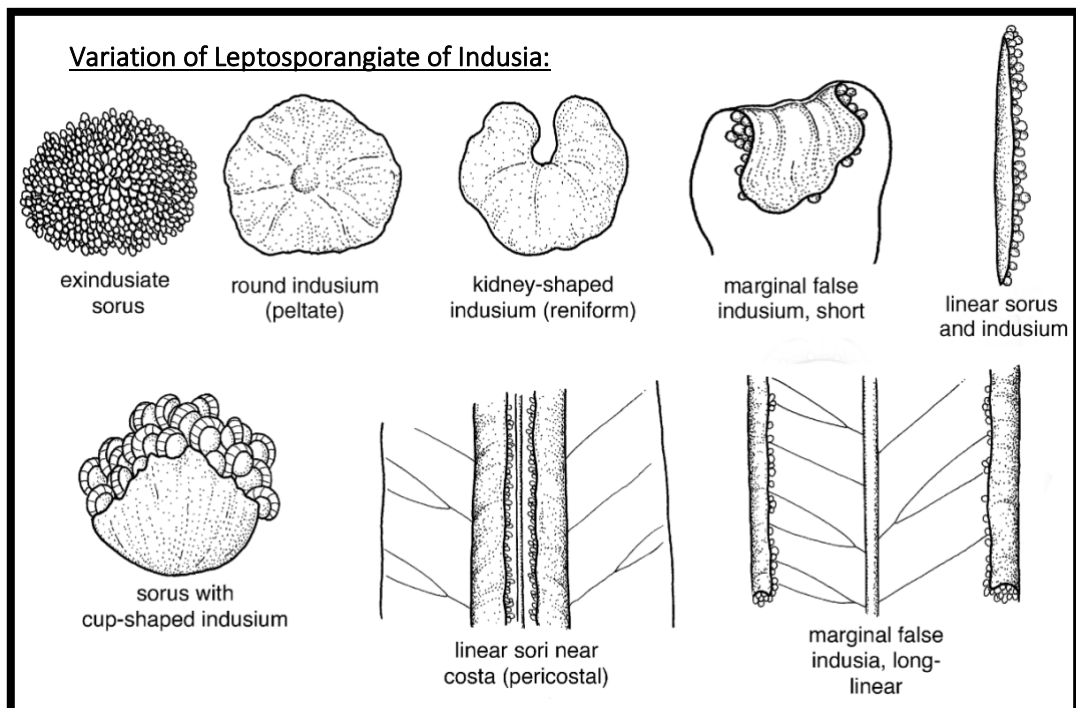 Variation of Leptosporangiate of Indusia:
exindusiate
sorus
round indusium
(peltate)
kidney-shaped
indusium (reniform)
marginal false
indusium, short
linear sorus
and indusium
sorus with
cup-shaped indusium
linear sori near
costa (pericostal)
marginal false
indusia, long-
linear